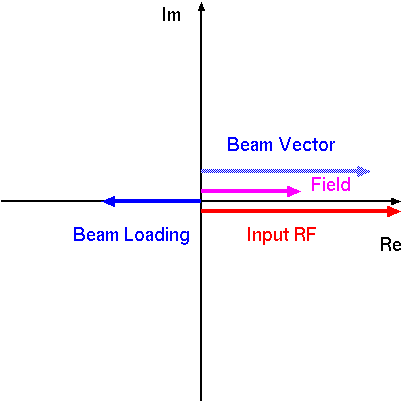 Im
Beam Vector
Field
Beam Loading
Input RF
Re